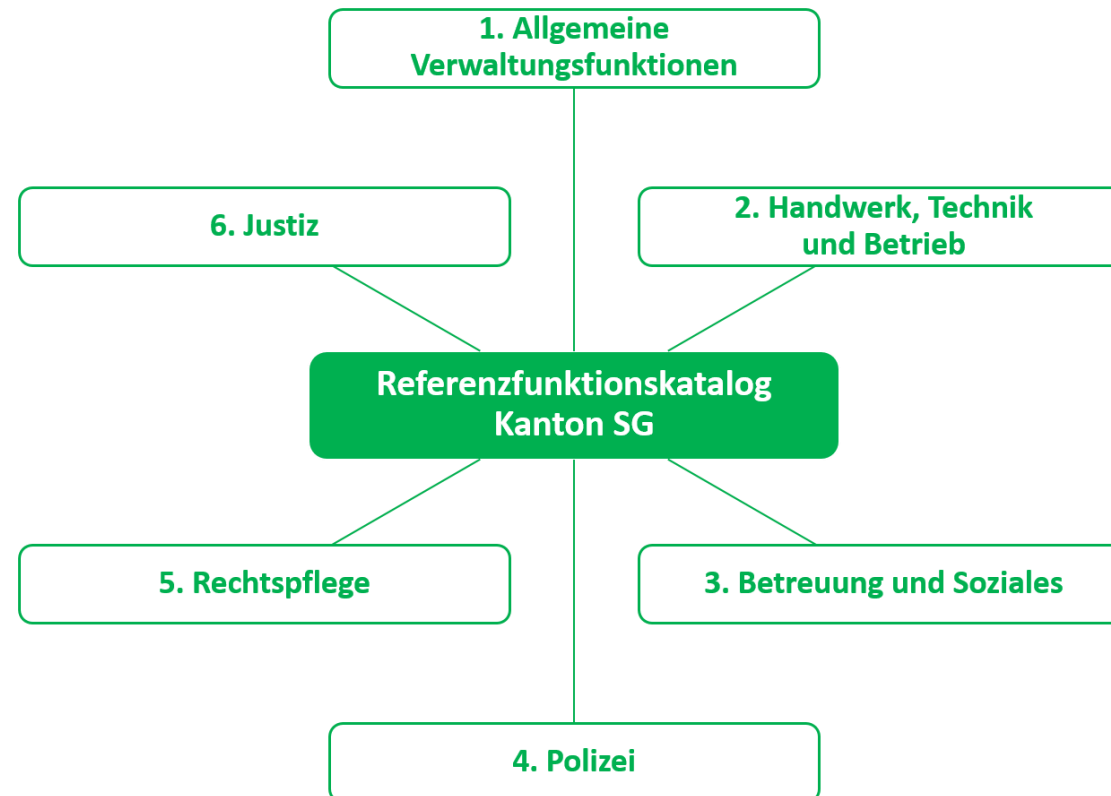 1. Allgemeine
Verwaltungsfunktionen
6. Justiz
2. Handwerk, Technik
und Betrieb
Referenzfunktionskatalog
Kanton SG
5. Rechtspflege
3. Betreuung und Soziales
4. Polizei